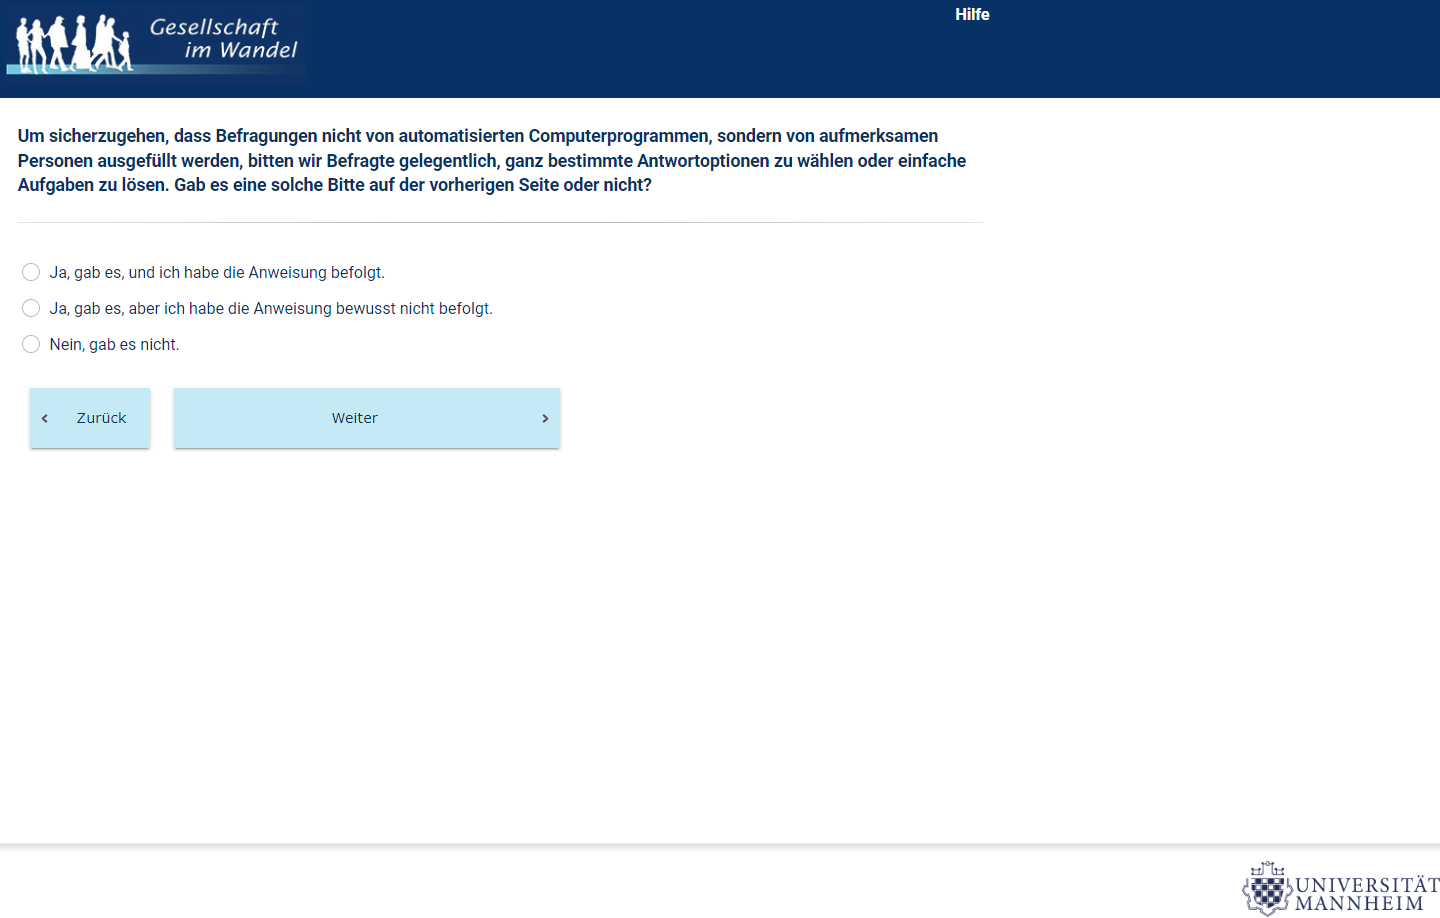 Gesellschaft
im Wandel
Hilfe
Um sicherzugehen, dass Befragungen nicht von automatisierten Computerprogrammen, sondern von aufmerksamen
Personen ausgefüllt werden, bitten wir Befragte gelegentlich, ganz bestimmte Antwortoptionen zu wählen oder einfache
Aufgaben zu lösen. Gab es eine solche Bitte auf der vorherigen Seite oder nicht?
Ja, gab es, und ich habe die Anweisung befolgt.
Ja, gab es, aber ich habe die Anweisung bewusst nicht befolgt.
Nein, gab es nicht.
Zurück
Weiter
UNIVERSITÄT
MANNHEIM